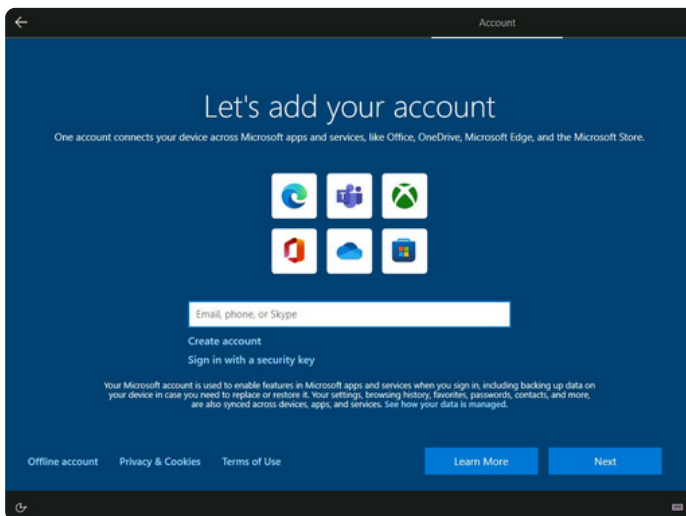 Account
Let's add your account
One account connects your device across Microsoft apps and services, like Office, OneDrive, Microsoft Edge, and the Microsoft Store.
Email, phone, or Skype
Create account
Sign in with a security key
Your Microsoft account is used to enable features in Microsoft apps and services when you sign in, including backing up data on
your device in case you need to replace or restore it. Your settings, browsing history, favorites, passwords, contacts, and more,
are also synced across devices, apps, and services. See how your data is managed.
Offline account Privacy & Cookies Terms of Use Learn More Next